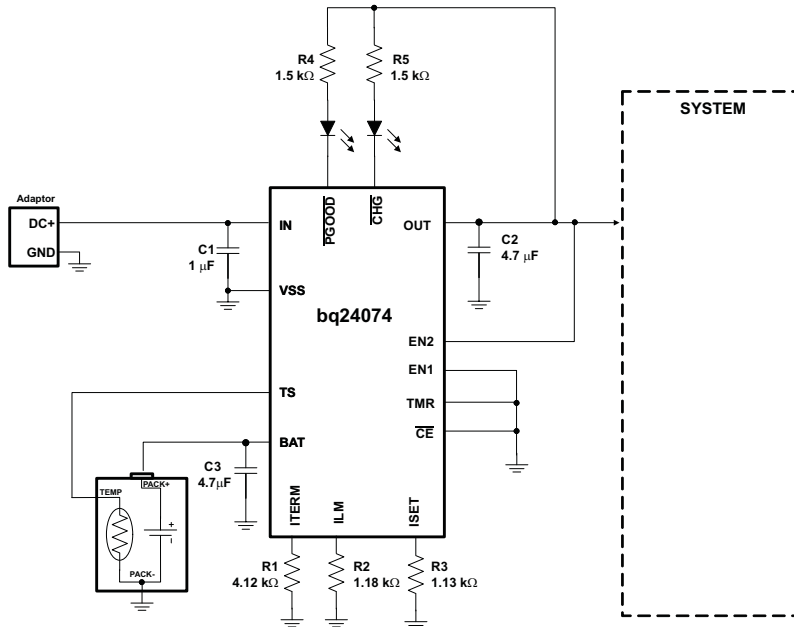 R4
1.5 kΩ
R5
1.5 kΩ
SYSTEM
Adaptor
DC+
GND
C1
1 μF
IN
PGOOD
CHG
OUT
C2
4.7 μF
VSS
bq24074
EN2
EN1
TS
TMR
CE
BAT
C3
4.7μF
PACK+
TEMP
+
–
PACK-
ITERM
ILM
ISET
R1
4.12 kΩ
R2
1.18 kΩ
R3
1.13 kΩ